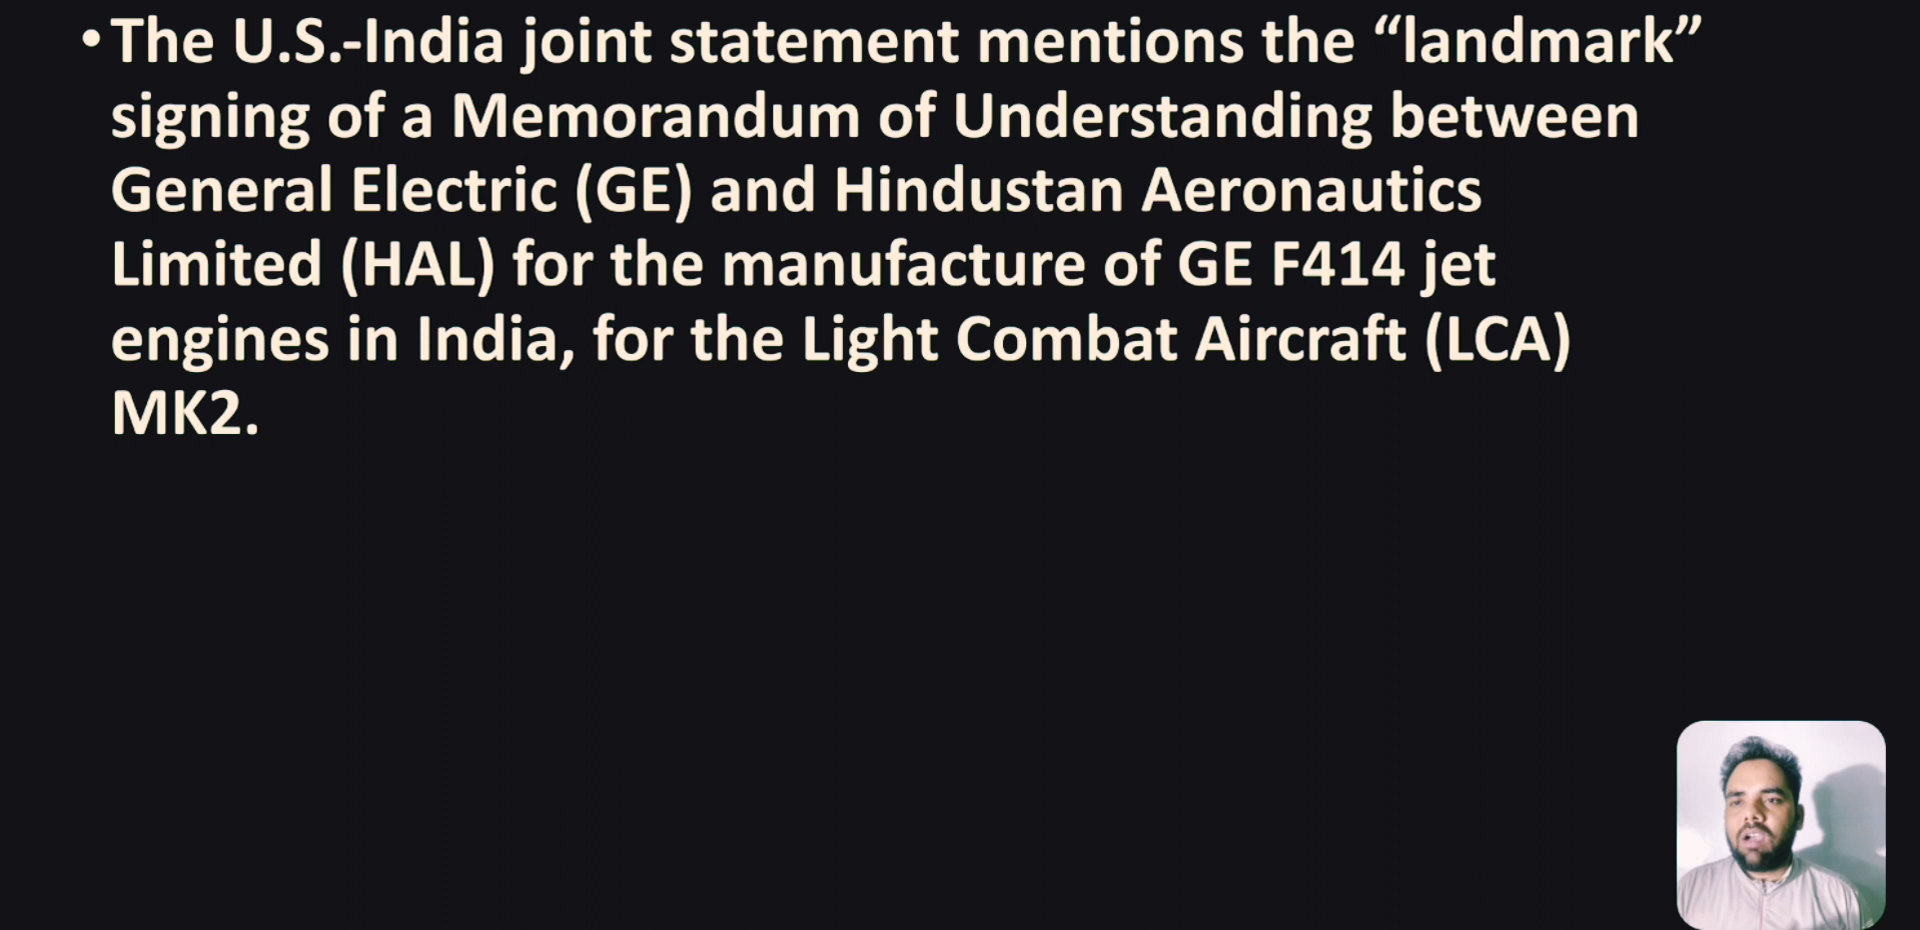 •The U.S.-India joint statement mentions the “landmark”
signing of a Memorandum of Understanding between
General Electric (GE) and Hindustan Aeronautics
Limited (HAL) for the manufacture of GE F414 jet
engines in India, for the Light Combat Aircraft (LCA)
MK2.